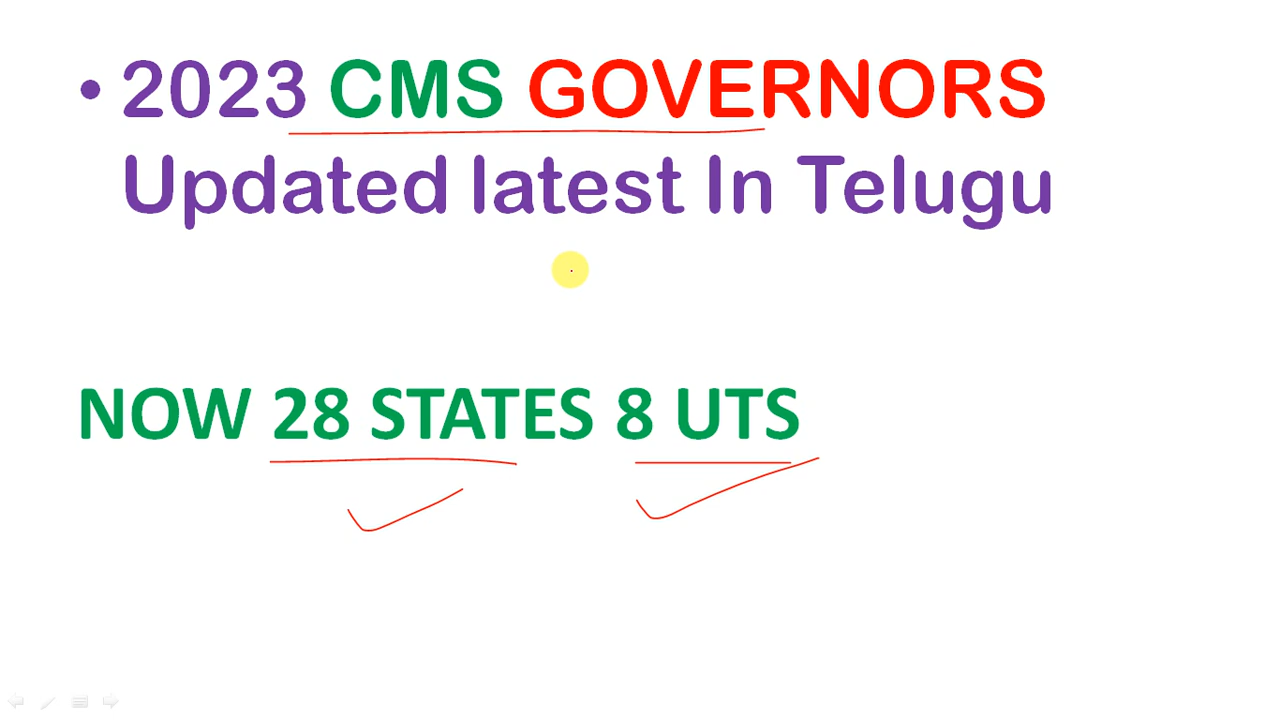 • 2023 CMS GOVERNORS
Updated latest In Telugu
NOW 28 STATES 8 UTS